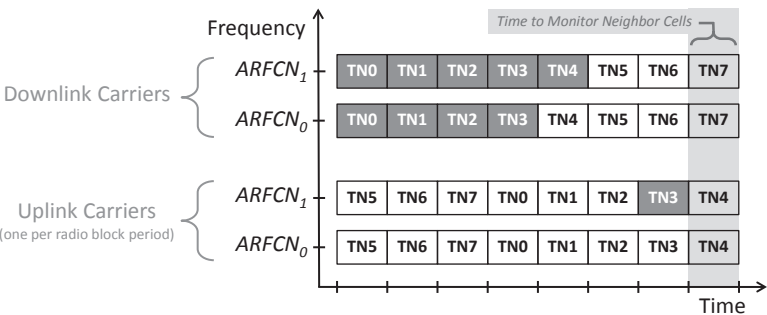 Time to Monitor Neighbor Cells
Frequency
Downlink Carriers
ARFCN1 TN0 TN1 TN2 TN3 TN4 TN5 TN6 TN7
ARFCN0 TN0 TN1 TN2 TN3 TN4 TN5 TN6 TN7
Uplink Carriers
(one per radio block period)
ARFCN1 TN5 TN6 TN7 TN0 TN1 TN2 TN3 TN4
ARFCN0 TN5 TN6 TN7 TN0 TN1 TN2 TN3 TN4
Time